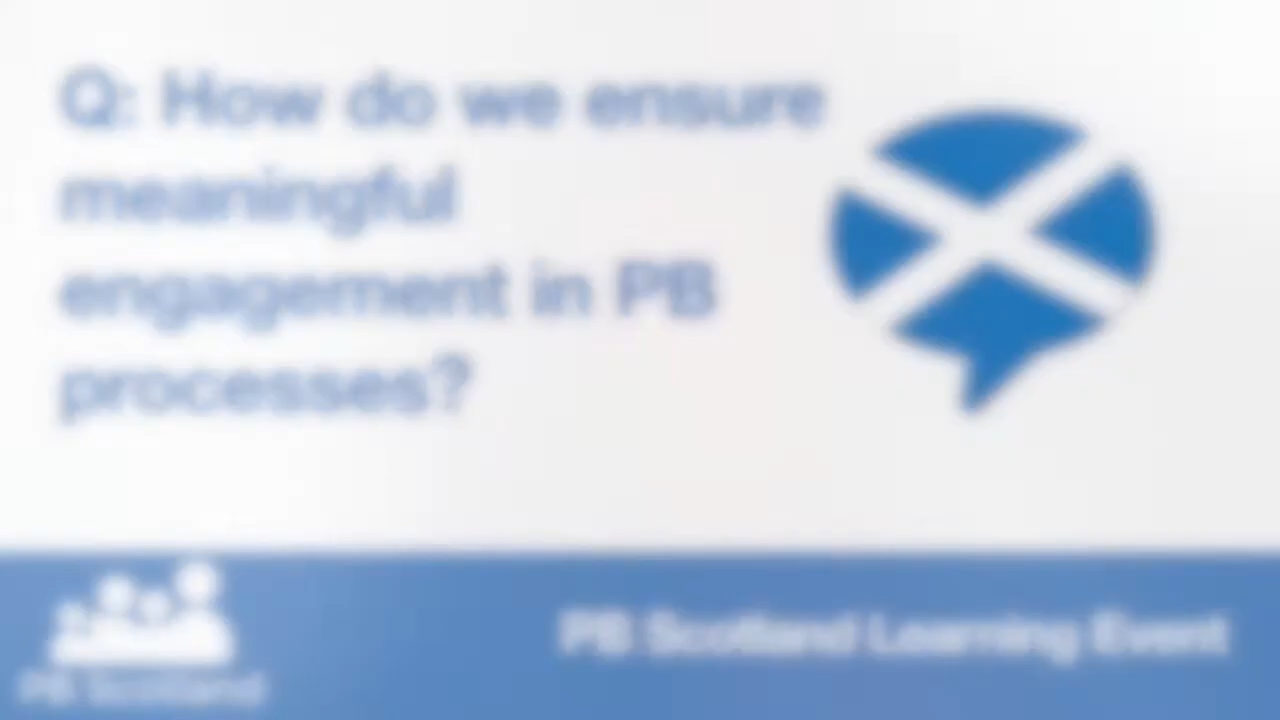 Q: How do we ensure
meaningful
engagement in PB
processes?
PB Scotland Learning Event
PB Scotland